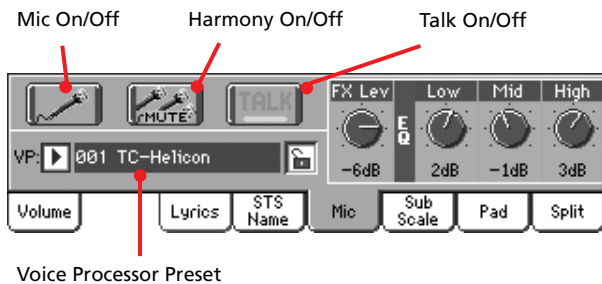 Mic On/Off Harmony On/Off Talk On/Off
MUTE TALK FX Lev EQ Low Mid High
VP: 001 TC-Helicon -6dB 2dB -1dB 3dB
Volume Lyrics STS Name Mic Sub Scale Pad Split
Voice Processor Preset